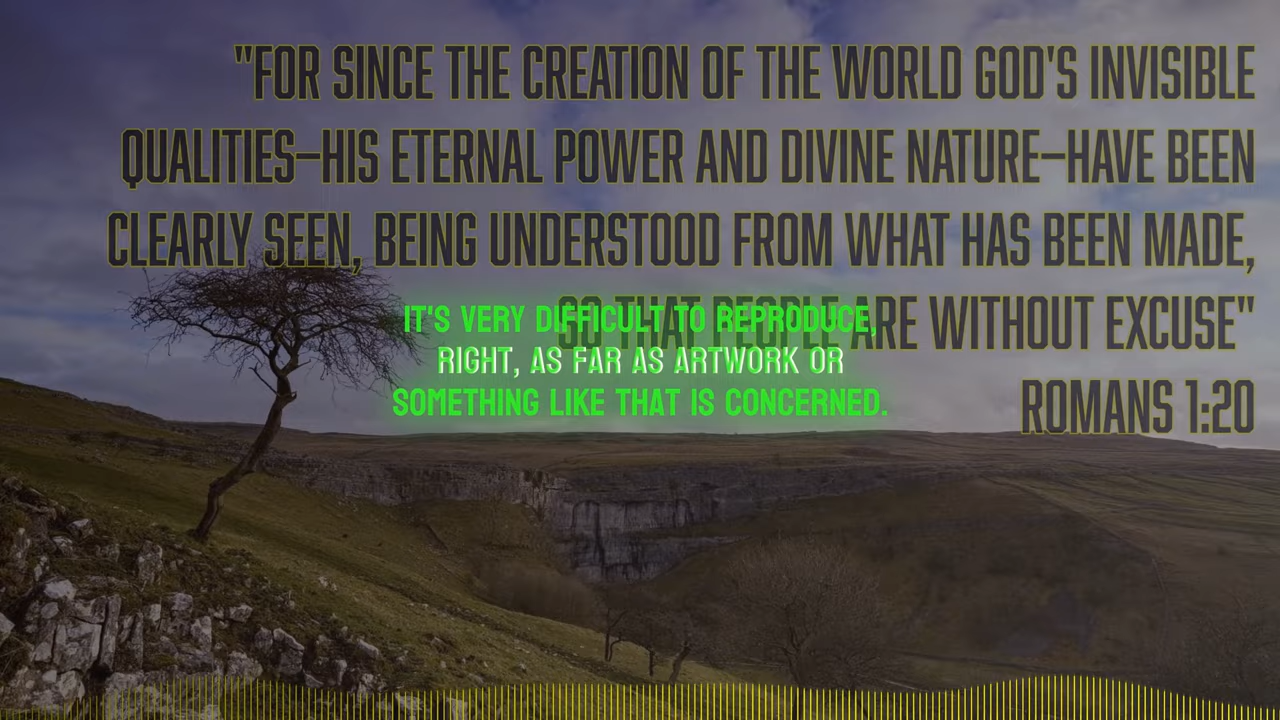 "FOR SINCE THE CREATION OF THE WORLD GOD'S INVISIBLE
QUALITIES—HIS ETERNAL POWER AND DIVINE NATURE—HAVE BEEN
CLEARLY SEEN, BEING UNDERSTOOD FROM WHAT HAS BEEN MADE,
SO THAT PEOPLE ARE WITHOUT EXCUSE"
ROMANS 1:20
IT'S VERY DIFFICULT TO REPRODUCE,
RIGHT, AS FAR AS ARTWORK OR
SOMETHING LIKE THAT IS CONCERNED.